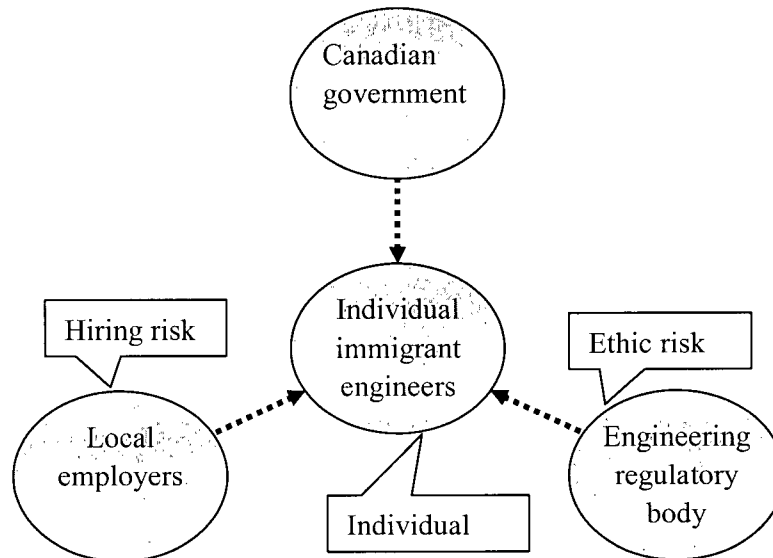 Canadian
government
Hiring risk
Individual
immigrant
engineers
Ethic risk
Local
employers
Engineering
regulatory
body
Individual